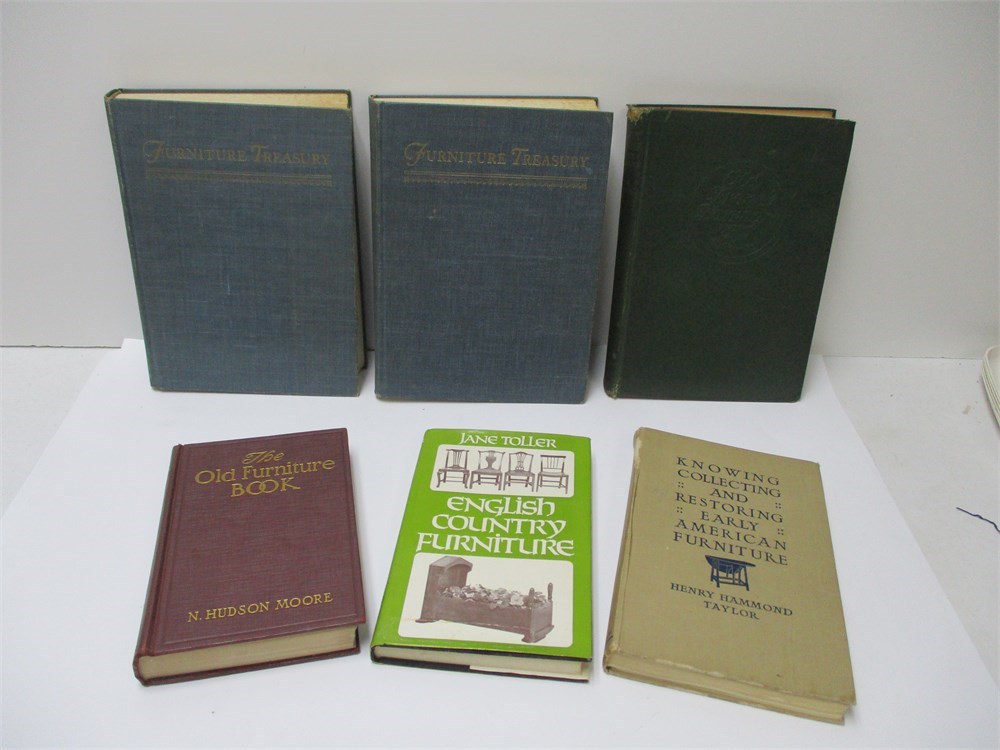 Furniture Treasury
Furniture Treasury
The
Old Furniture
BOOK
N. HUDSON MOORE
JANE TOLLER
ENGLISH
COUNTRY
FURNITURE
KNOWING
COLLECTING
:: AND ::
RESTORING
:: EARLY ::
AMERICAN
FURNITURE
HENRY HAMMOND
TAYLOR